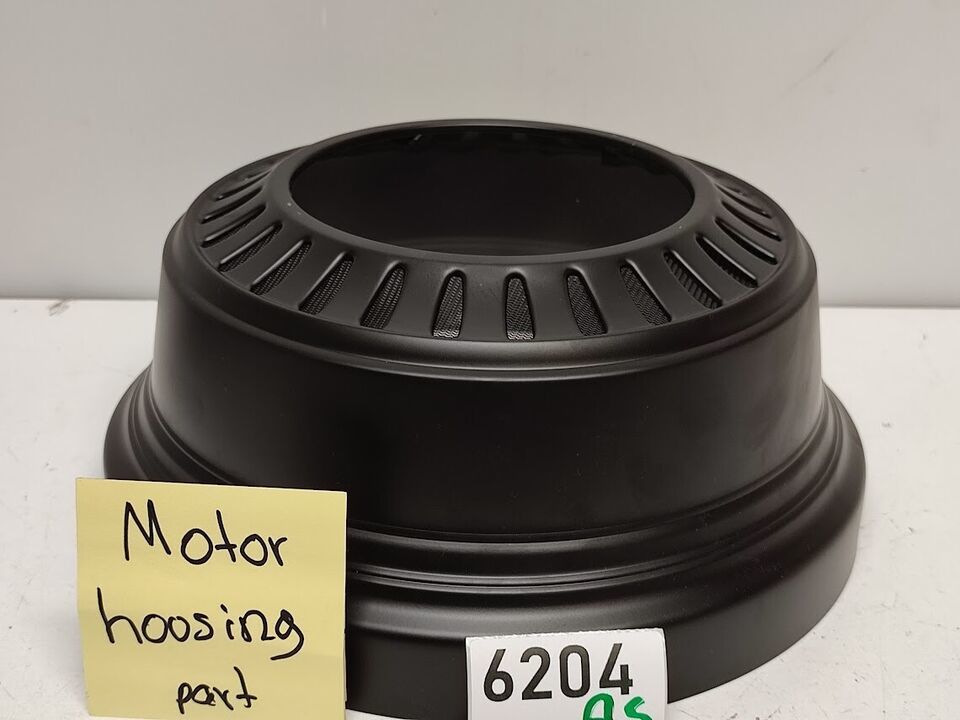 Motor
hoosing
part
6204
AS